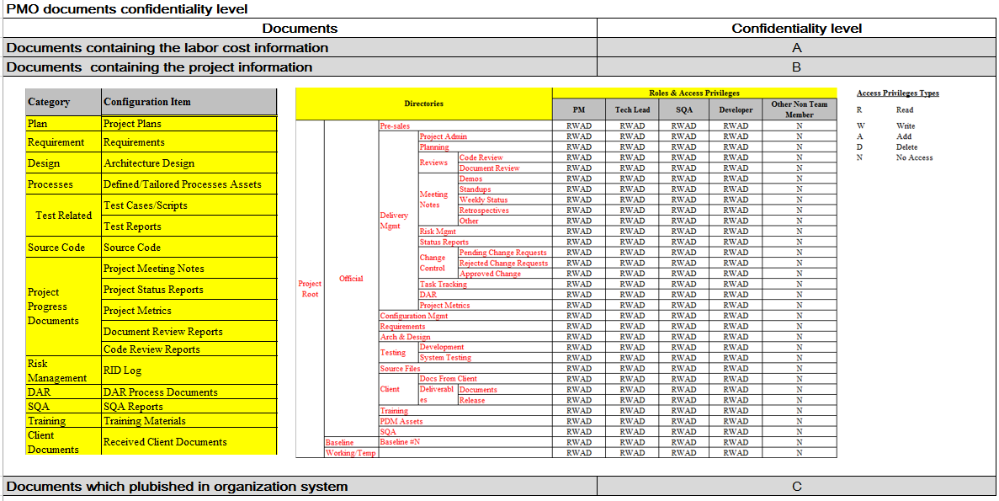 PMO documents confidentiality level
Documents Confidentiality level
Documents containing the labor cost information A
Documents containing the project information B
Category Configuration Item
Plan Project Plans
Requirement Requirements
Design Architecture Design
Processes Defined/Tailored Processes Assets
Test Related Test Cases/Scripts
Test Reports
Source Code Source Code
Project Progress Documents Project Meeting Notes
Project Status Reports
Project Metrics
Document Review Reports
Code Review Reports
Risk Management RID Log
DAR DAR Process Documents
SQA SQA Reports
Training Training Materials
Client Documents Received Client Documents
Directories Roles & Access Privileges
PM Tech Lead SQA Developer Other Non Team Member
Project Root Official Pre-sales RWAD RWAD RWAD RWAD N
Delivery Mgmt Project Admin RWAD RWAD RWAD RWAD N
Planning RWAD RWAD RWAD RWAD N
Reviews Code Review RWAD RWAD RWAD RWAD N
Document Review RWAD RWAD RWAD RWAD N
Meeting Notes Demos RWAD RWAD RWAD RWAD N
Standups RWAD RWAD RWAD RWAD N
Weekly Status RWAD RWAD RWAD RWAD N
Retrospectives RWAD RWAD RWAD RWAD N
Other RWAD RWAD RWAD RWAD N
Risk Mgmt RWAD RWAD RWAD RWAD N
Status Reports RWAD RWAD RWAD RWAD N
Change Control Pending Change Requests RWAD RWAD RWAD RWAD N
Rejected Change Requests RWAD RWAD RWAD RWAD N
Approved Change RWAD RWAD RWAD RWAD N
Task Tracking RWAD RWAD RWAD RWAD N
DAR RWAD RWAD RWAD RWAD N
Project Metrics RWAD RWAD RWAD RWAD N
Configuration Mgmt RWAD RWAD RWAD RWAD N
Requirements RWAD RWAD RWAD RWAD N
Arch & Design RWAD RWAD RWAD RWAD N
Testing Development RWAD RWAD RWAD RWAD N
System Testing RWAD RWAD RWAD RWAD N
Source Files RWAD RWAD RWAD RWAD N
Client Docs From Client RWAD RWAD RWAD RWAD N
Deliverables Documents RWAD RWAD RWAD RWAD N
Release RWAD RWAD RWAD RWAD N
Training RWAD RWAD RWAD RWAD N
PDM Assets RWAD RWAD RWAD RWAD N
SQA RWAD RWAD RWAD RWAD N
Baseline Baseline #N RWAD RWAD RWAD RWAD N
Working/Temp RWAD RWAD RWAD RWAD N
Access Privileges Types
R Read
W Write
A Add
D Delete
N No Access
Documents which plubished in organization system C